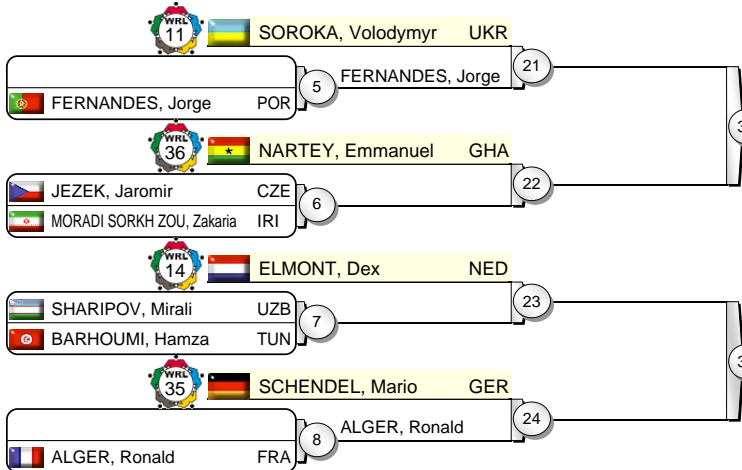 WRL
11
SOROKA, Volodymyr UKR
21
5
FERNANDES, Jorge
FERNANDES, Jorge POR
3
WRL
36
NARTEY, Emmanuel GHA
22
JEZEK, Jaromir CZE
6
MORADI SORKH ZOU, Zakaria IRI
WRL
14
ELMONT, Dex NED
23
SHARIPOV, Mirali UZB
7
BARHOUMI, Hamza TUN
3
WRL
35
SCHENDEL, Mario GER
24
8
ALGER, Ronald
ALGER, Ronald FRA